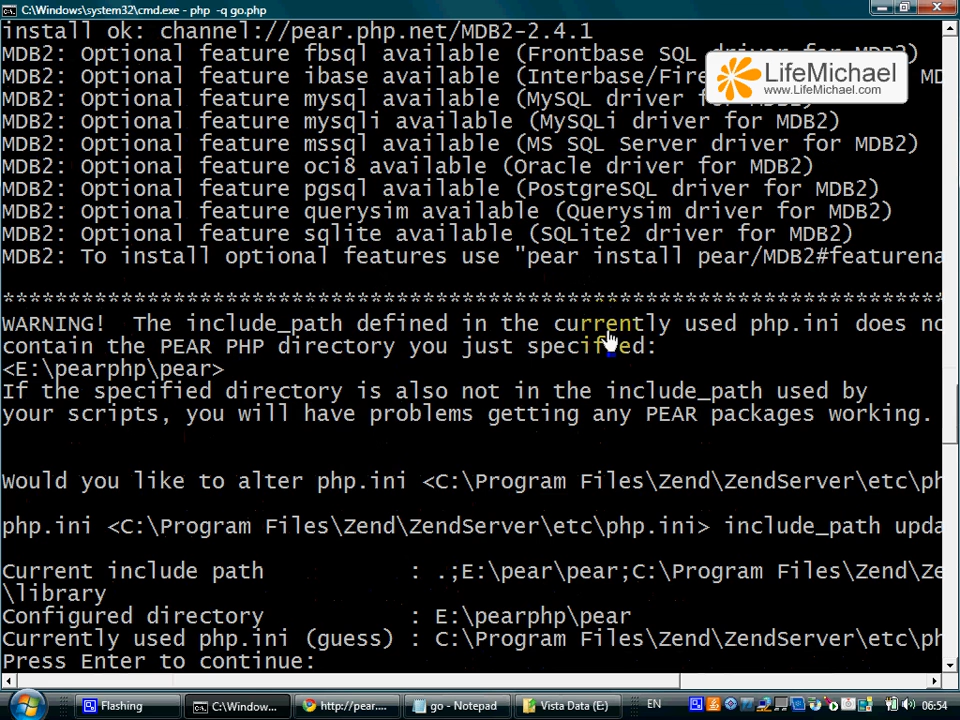 C:\Windows\system32\cmd.exe - php -q go.php
install ok: channel://pear.php.net/MDB2-2.4.1
MDB2: Optional feature fbsql available (Frontbase SQL driver for MDB2)
MDB2: Optional feature ibase available (Interbase/Fire MD
MDB2: Optional feature mysql available (MySQL driver for MDB2)
MDB2: Optional feature mysqli available (MySQLi driver for MDB2)
MDB2: Optional feature mssql available (MS SQL Server driver for MDB2)
MDB2: Optional feature oci8 available (Oracle driver for MDB2)
MDB2: Optional feature pgsql available (PostgreSQL driver for MDB2)
MDB2: Optional feature querysim available (Querysim driver for MDB2)
MDB2: Optional feature sqlite available (SQLite2 driver for MDB2)
MDB2: To install optional features use "pear install pear/MDB2#featurena
LifeMichael
www.LifeMichael.com
************************************************************************
WARNING! The include_path defined in the currently used php.ini does no
contain the PEAR PHP directory you just specified:
<E:\pearphp\pear>
If the specified directory is also not in the include_path used by
your scripts, you will have problems getting any PEAR packages working.
Would you like to alter php.ini <C:\Program Files\Zend\ZendServer\etc\ph
php.ini <C:\Program Files\Zend\ZendServer\etc\php.ini> include_path upda
Current include path : .;E:\pear\pear;C:\Program Files\Zend\Ze
\library
Configured directory : E:\pearphp\pear
Currently used php.ini (guess) : C:\Program Files\Zend\ZendServer\etc\ph
Press Enter to continue:
Flashing
C:\Window...
http://pear....
go - Notepad
Vista Data (E:)
EN
06:54